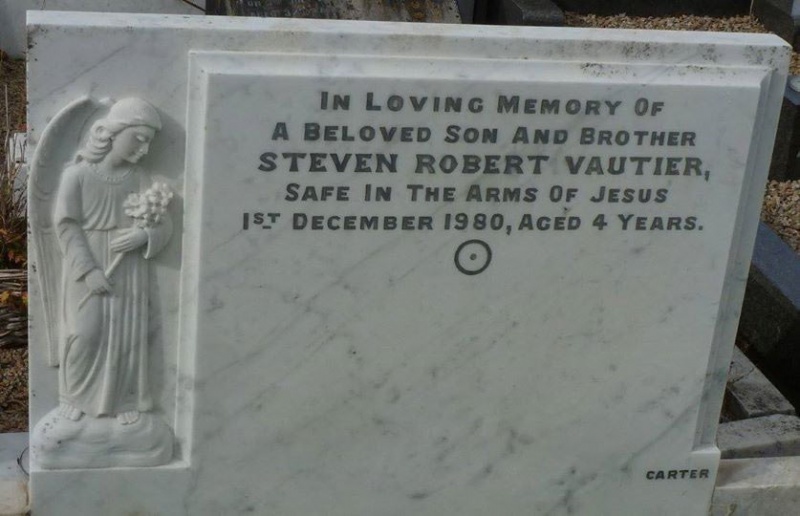 In Loving Memory Of
A Beloved Son And Brother
STEVEN ROBERT VAUTIER,
Safe In The Arms Of Jesus
1ST December 1980, Aged 4 Years.
CARTER